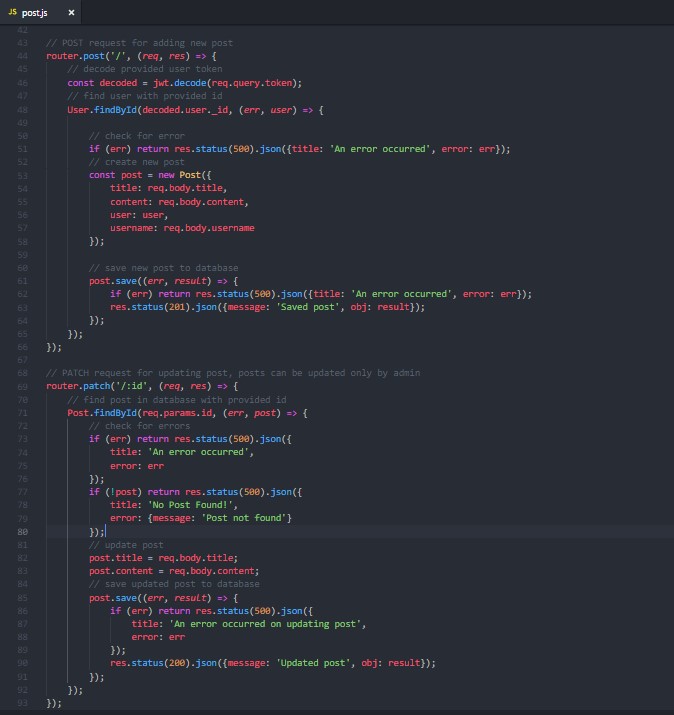 JS post.js ×
42
43 // POST request for adding new post
44 router.post('/', (req, res) => {
45 // decode provided user token
46 const decoded = jwt.decode(req.query.token);
47 // find user with provided id
48 User.findById(decoded.user._id, (err, user) => {
49
50 // check for error
51 if (err) return res.status(500).json({title: 'An error occurred', error: err});
52 // create new post
53 const post = new Post({
54 title: req.body.title,
55 content: req.body.content,
56 user: user,
57 username: req.body.username
58 });
59
60 // save new post to database
61 post.save((err, result) => {
62 if (err) return res.status(500).json({title: 'An error occurred', error: err});
63 res.status(201).json({message: 'Saved post', obj: result});
64 });
65 });
66 });
67
68 // PATCH request for updating post, posts can be updated only by admin
69 router.patch('/:id', (req, res) => {
70 // find post in database with provided id
71 Post.findById(req.params.id, (err, post) => {
72 // check for errors
73 if (err) return res.status(500).json({
74 title: 'An error occurred',
75 error: err
76 });
77 if (!post) return res.status(500).json({
78 title: 'No Post Found!',
79 error: {message: 'Post not found'}
80 });
81 // update post
82 post.title = req.body.title;
83 post.content = req.body.content;
84 // save updated post to database
85 post.save((err, result) => {
86 if (err) return res.status(500).json({
87 title: 'An error occurred on updating post',
88 error: err
89 });
90 res.status(200).json({message: 'Updated post', obj: result});
91 });
92 });
93 });